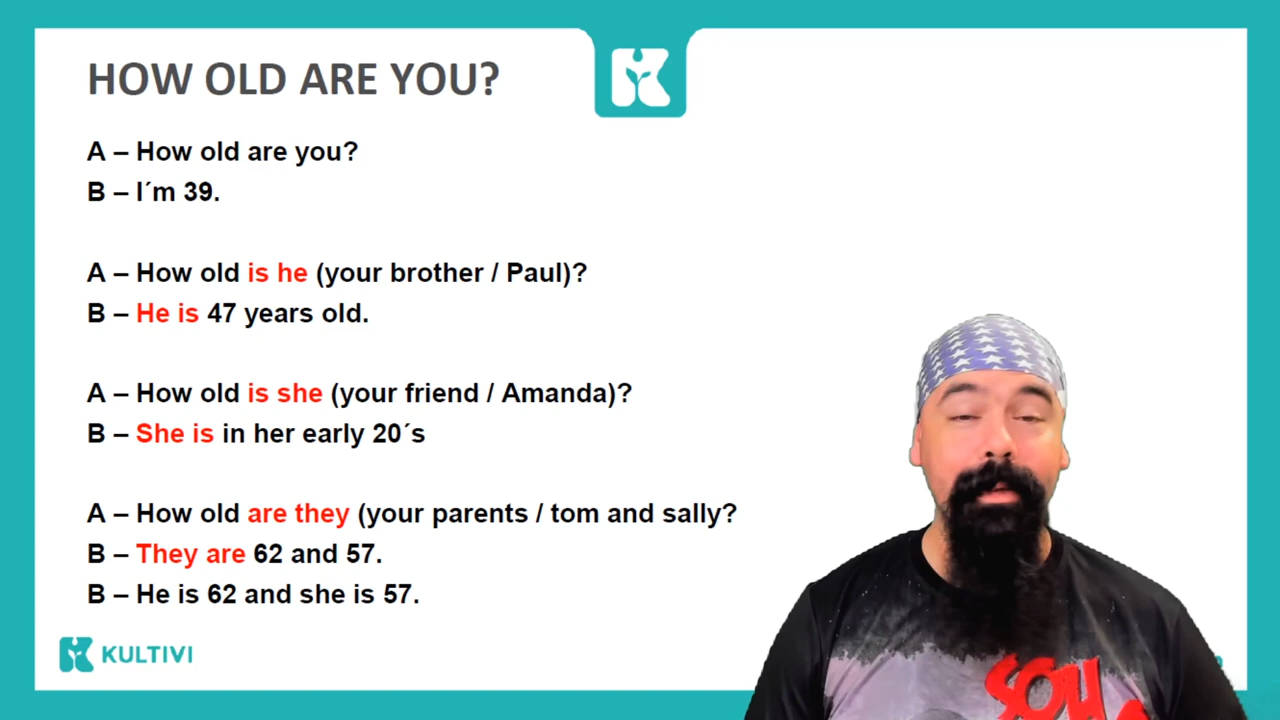 HOW OLD ARE YOU?
A – How old are you?
B – I´m 39.
A – How old is he (your brother / Paul)?
B – He is 47 years old.
A – How old is she (your friend / Amanda)?
B – She is in her early 20´s
A – How old are they (your parents / tom and sally?
B – They are 62 and 57.
B – He is 62 and she is 57.
KULTIVI
SOU